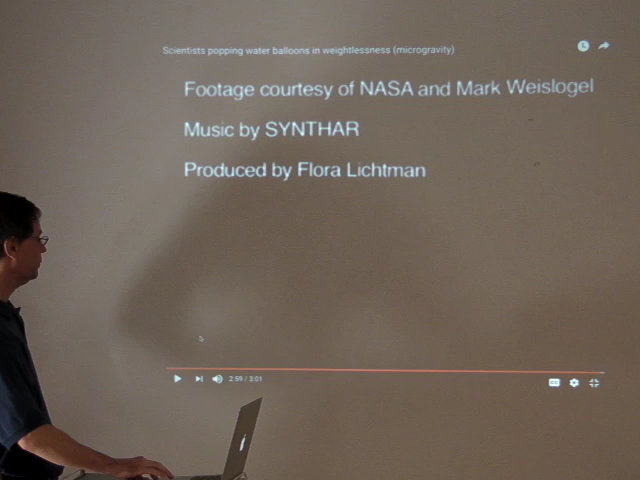 Scientists popping water balloons in weightlessness (microgravity)
Footage courtesy of NASA and Mark Weislogel
Music by SYNTHAR
Produced by Flora Lichtman
2:59 / 3:01